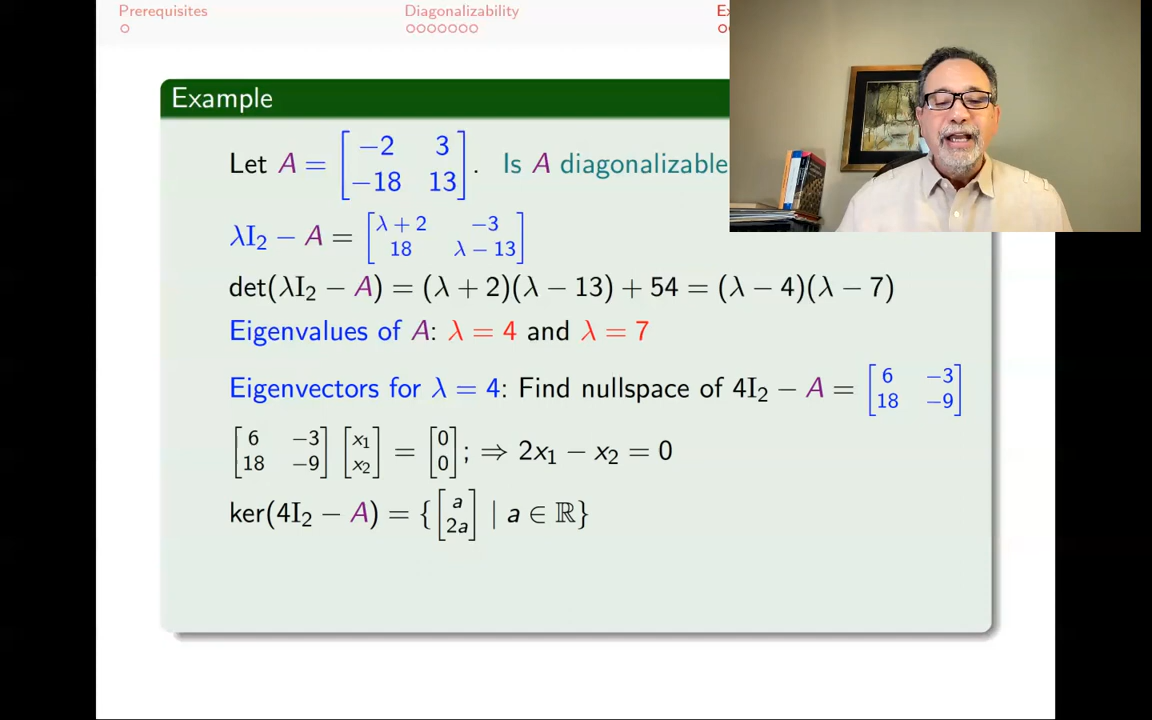 Prerequisites
Diagonalizability
Example
Let A = [−2 3; −18 13]. Is A diagonalizable
λI₂ − A = [λ + 2 −3; 18 λ − 13]
det(λI₂ − A) = (λ + 2)(λ − 13) + 54 = (λ − 4)(λ − 7)
Eigenvalues of A: λ = 4 and λ = 7
Eigenvectors for λ = 4: Find nullspace of 4I₂ − A = [6 −3; 18 −9]
[6 −3; 18 −9] [x₁; x₂] = [0; 0]; ⇒ 2x₁ − x₂ = 0
ker(4I₂ − A) = {[a; 2a] | a ∈ ℝ}